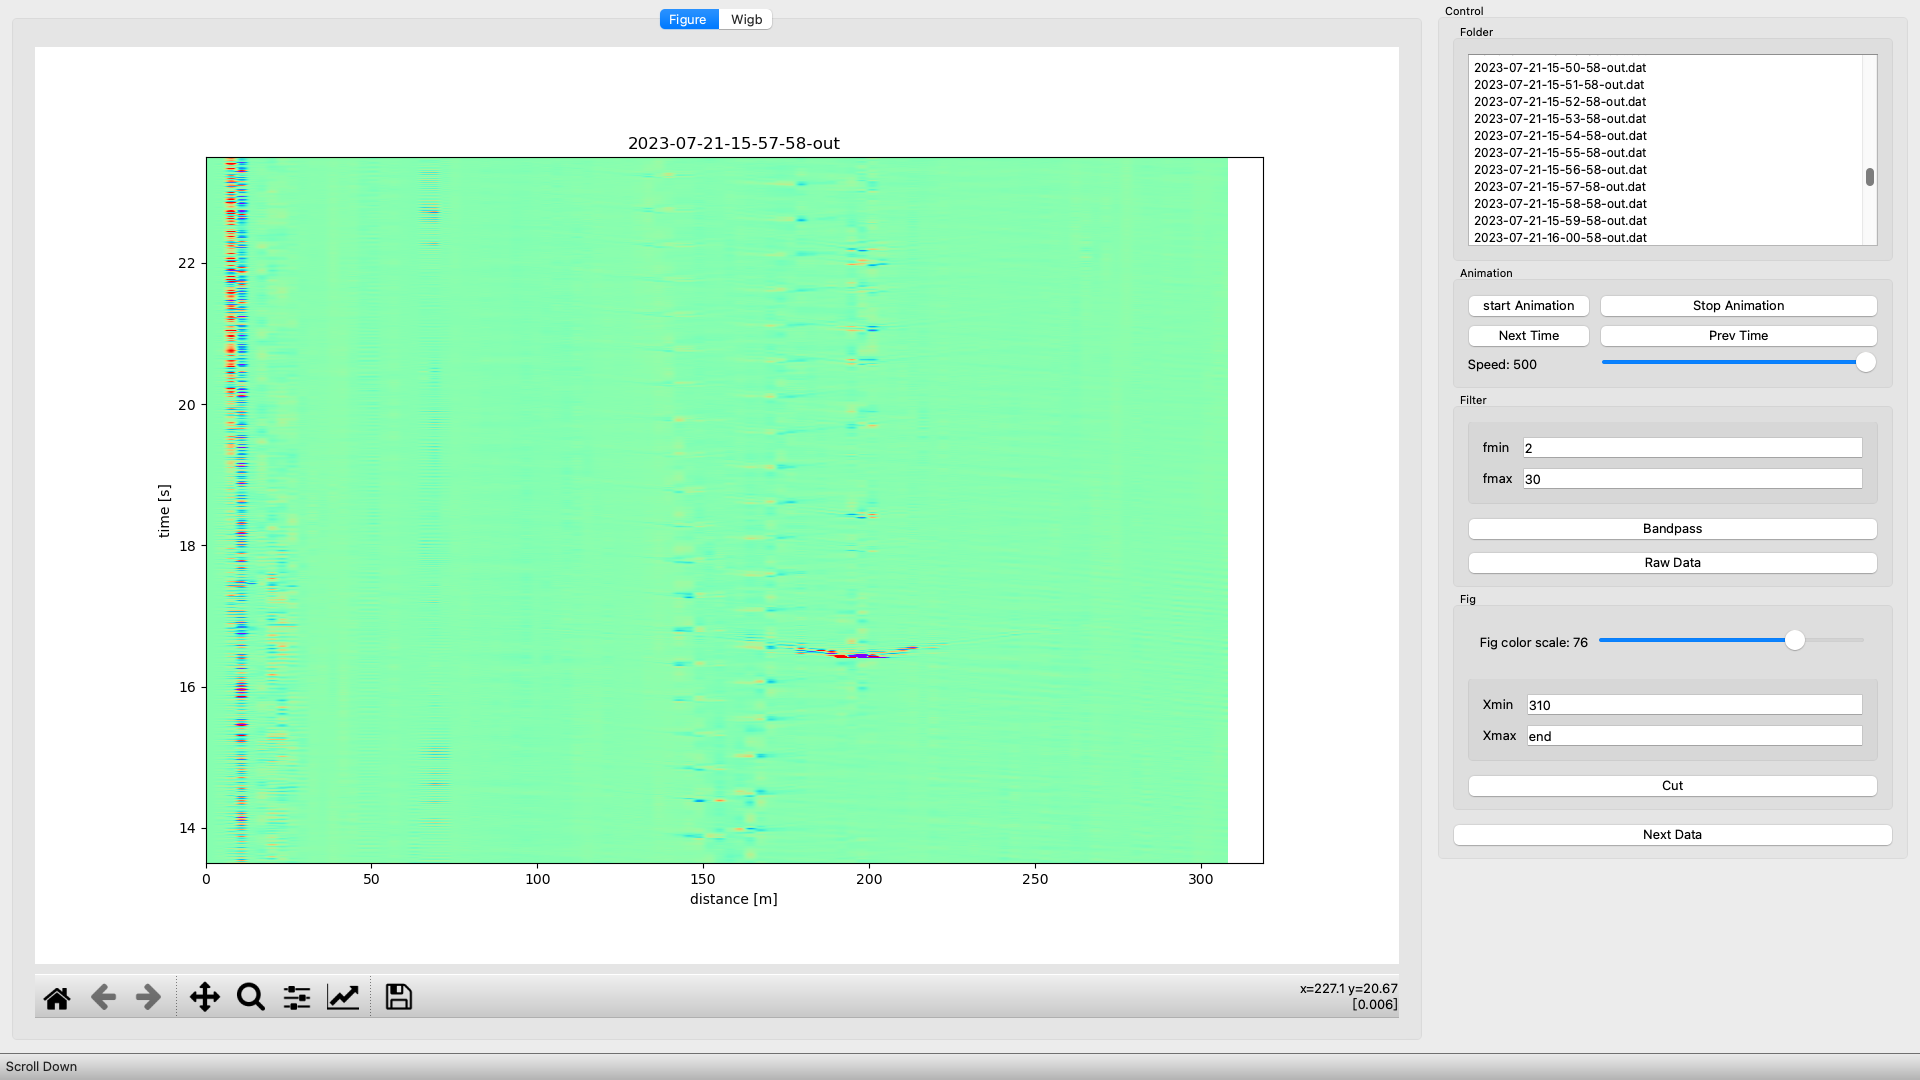 Figure
Wigb
2023-07-21-15-57-58-out
22
20
18
16
14
time [s]
0
50
100
150
200
250
300
distance [m]
x=227.1 y=20.67
[0.006]
Scroll Down
Control
Folder
2023-07-21-15-50-58-out.dat
2023-07-21-15-51-58-out.dat
2023-07-21-15-52-58-out.dat
2023-07-21-15-53-58-out.dat
2023-07-21-15-54-58-out.dat
2023-07-21-15-55-58-out.dat
2023-07-21-15-56-58-out.dat
2023-07-21-15-57-58-out.dat
2023-07-21-15-58-58-out.dat
2023-07-21-15-59-58-out.dat
2023-07-21-16-00-58-out.dat
Animation
start Animation
Stop Animation
Next Time
Prev Time
Speed: 500
Filter
fmin 2
fmax 30
Bandpass
Raw Data
Fig
Fig color scale: 76
Xmin 310
Xmax end
Cut
Next Data